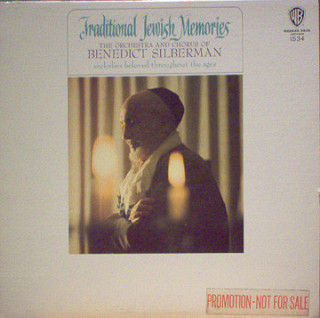 Traditional Jewish Memories
THE ORCHESTRA AND CHORUS OF
BENEDICT SILBERMAN
melodies beloved throughout the ages
WB
1534
PROMOTION-NOT FOR SALE